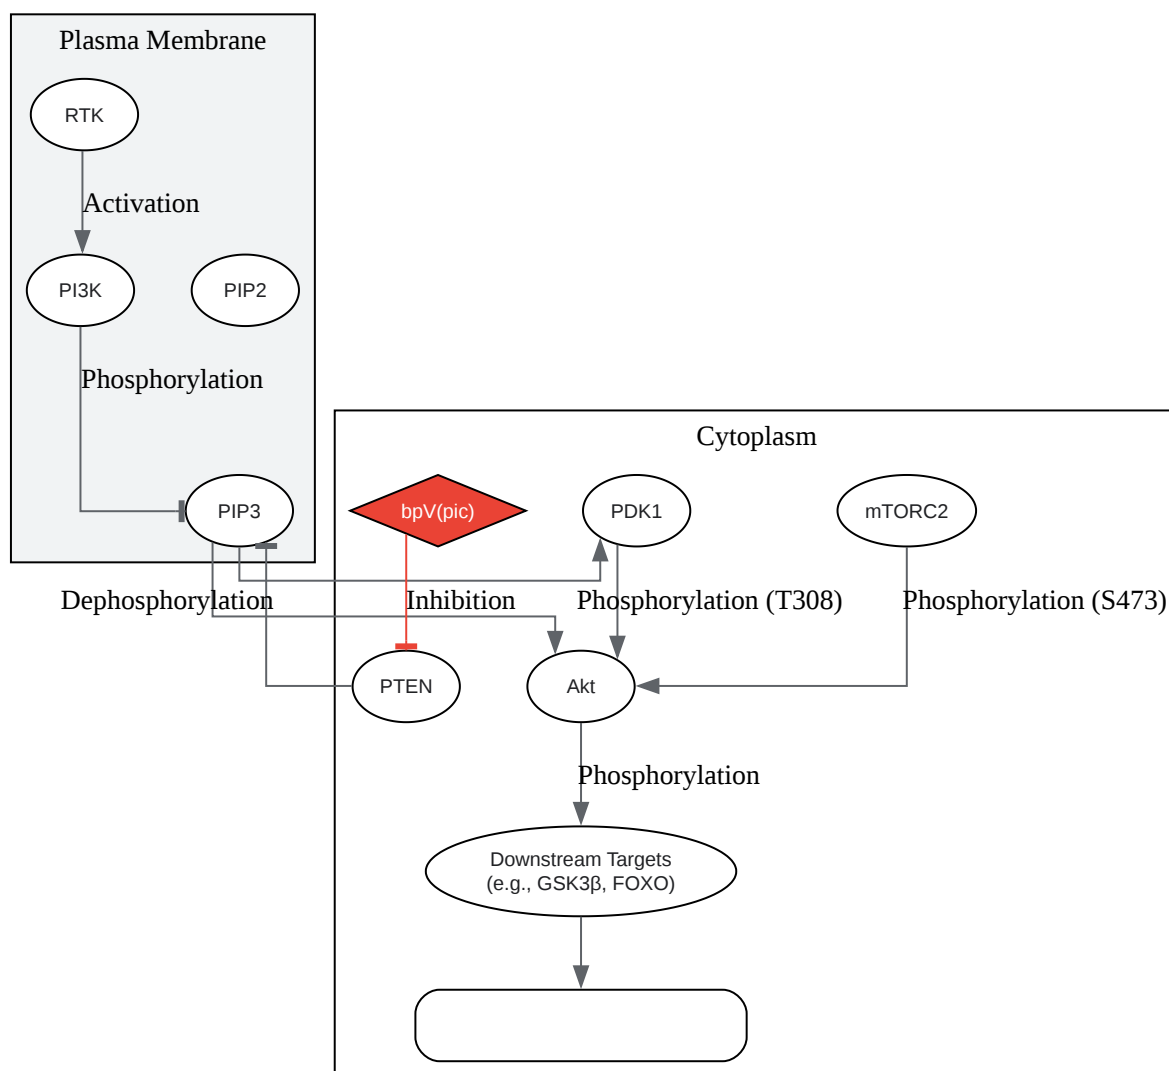 Plasma Membrane
RTK
Activation
PI3K
PIP2
Phosphorylation
Cytoplasm
PIP3
bpV(pic)
PDK1
mTORC2
Dephosphorylation
Inhibition
Phosphorylation (T308)
Phosphorylation (S473)
PTEN
Akt
Phosphorylation
Downstream Targets
(e.g., GSK3β, FOXO)